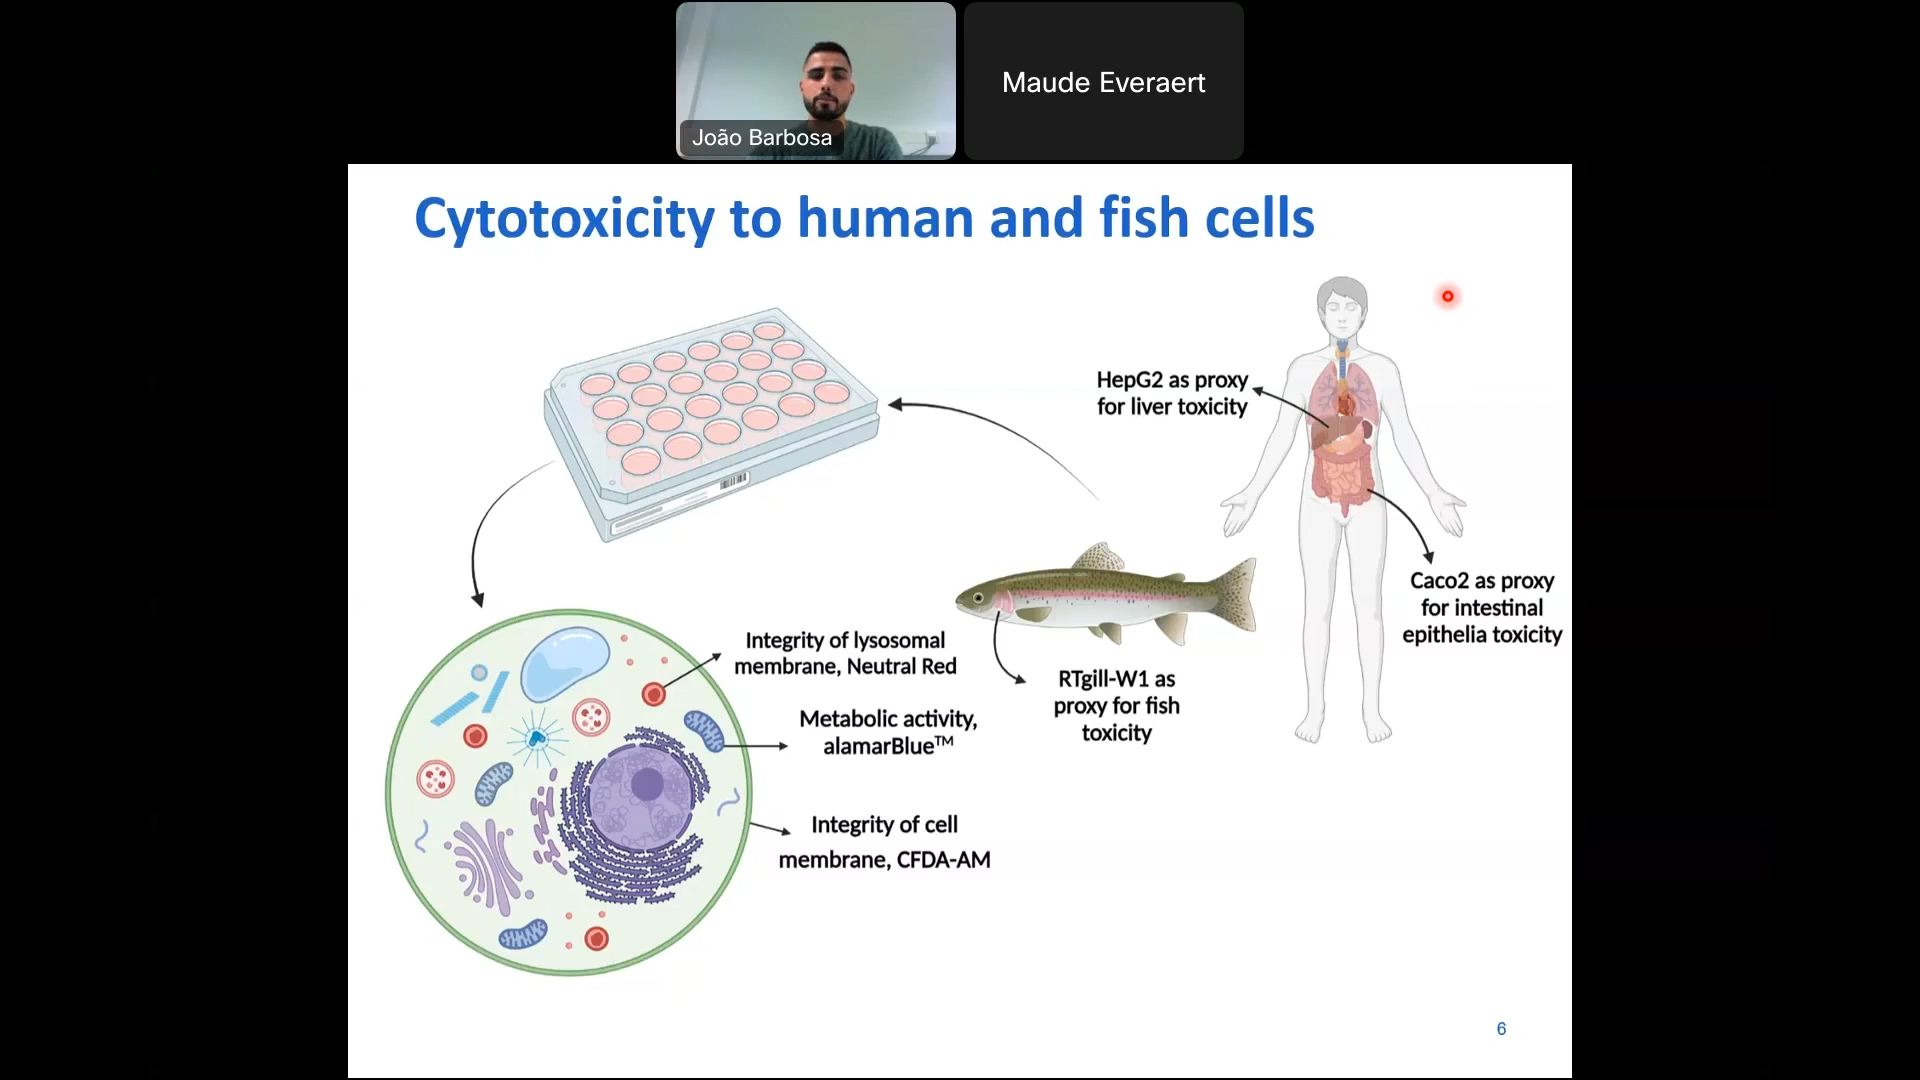 João Barbosa
Maude Everaert
Cytotoxicity to human and fish cells
HepG2 as proxy
for liver toxicity
Caco2 as proxy
for intestinal
epithelia toxicity
Integrity of lysosomal
membrane, Neutral Red
RTgill-W1 as
proxy for fish
toxicity
Metabolic activity,
alamarBlue™
Integrity of cell
membrane, CFDA-AM
6